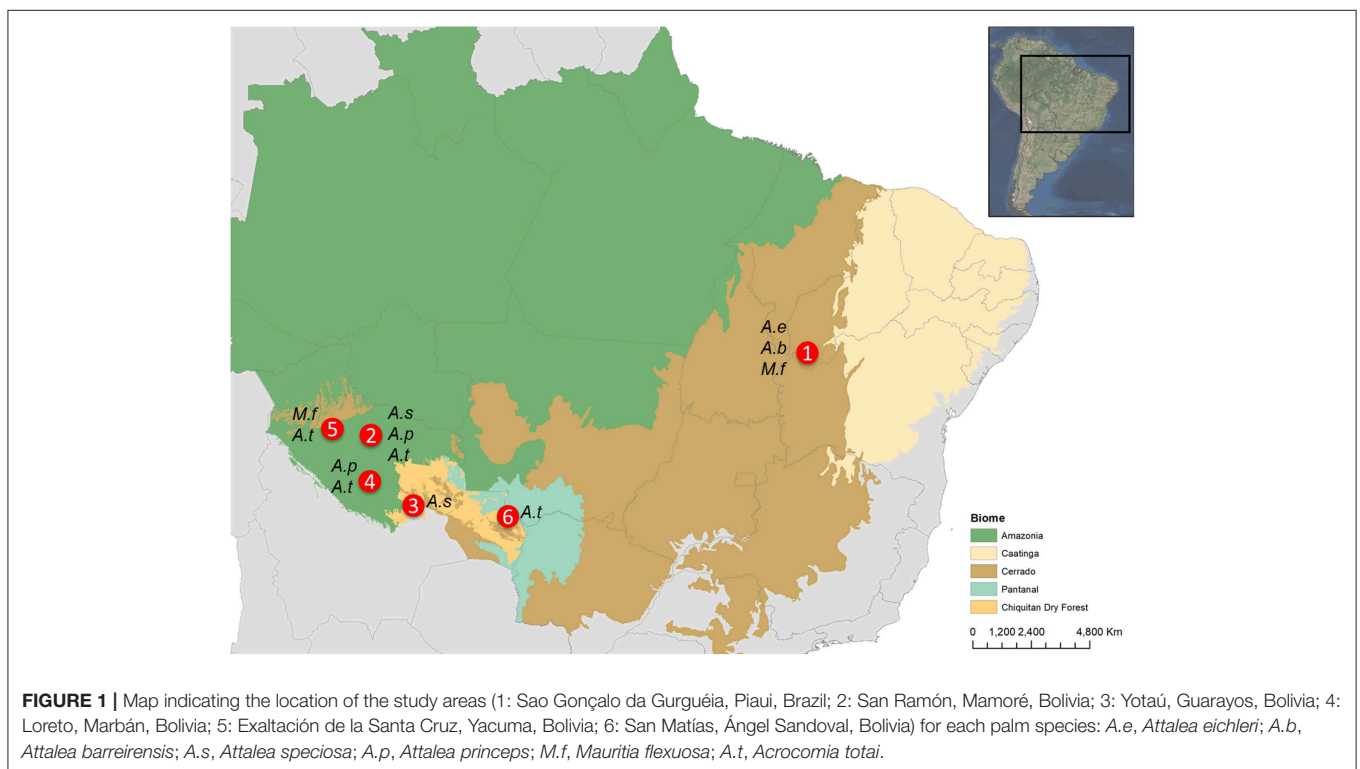 A.e
A.b
M.f
1
M.f
A.t
5
2
A.s
A.p
A.t
A.p
A.t
4
3
A.s
6
A.t
Biome
Amazonia
Caatinga
Cerrado
Pantanal
Chiquitan Dry Forest
0 1,200 2,400 4,800 Km
FIGURE 1 | Map indicating the location of the study areas (1: Sao Gonçalo da Gurguéia, Piaui, Brazil; 2: San Ramón, Mamoré, Bolivia; 3: Yotaú, Guarayos, Bolivia; 4:
Loreto, Marbán, Bolivia; 5: Exaltación de la Santa Cruz, Yacuma, Bolivia; 6: San Matías, Ángel Sandoval, Bolivia) for each palm species: A.e, Attalea eichleri; A.b,
Attalea barreirensis; A.s, Attalea speciosa; A.p, Attalea princeps; M.f, Mauritia flexuosa; A.t, Acrocomia totai.